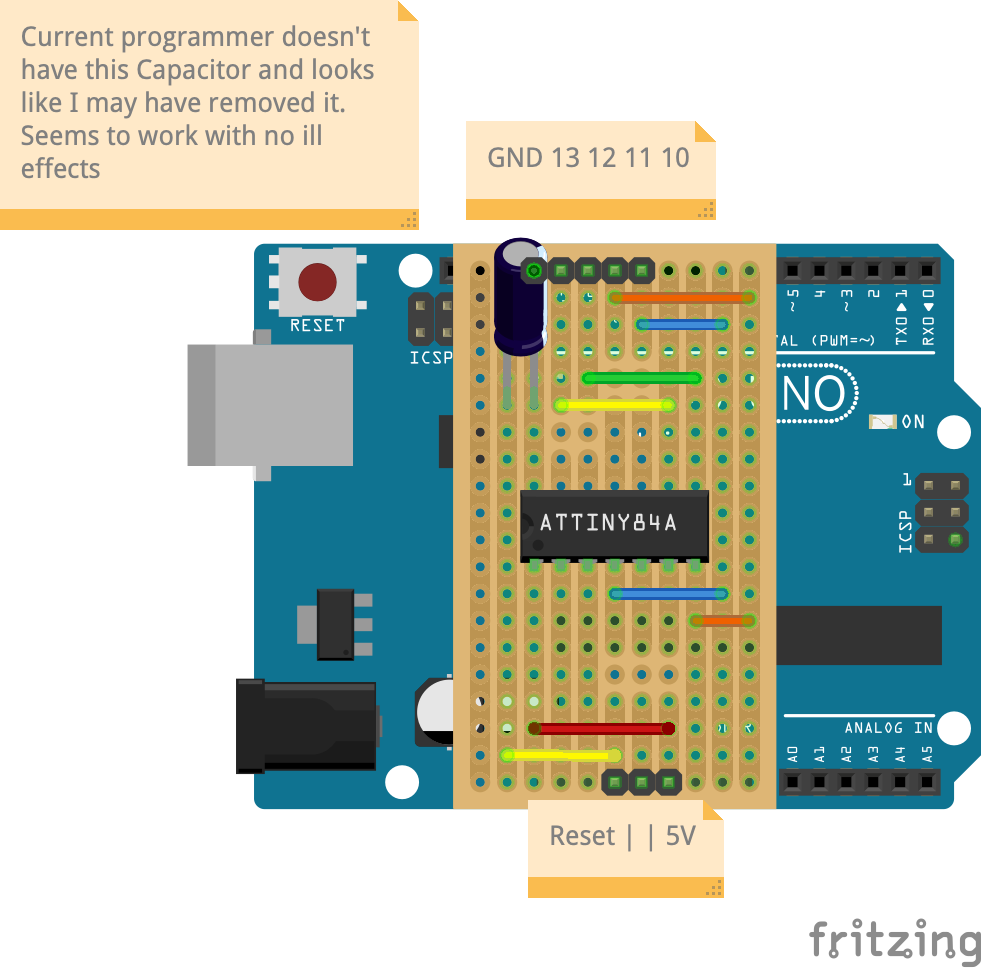 Current programmer doesn't
have this Capacitor and looks
like I may have removed it.
Seems to work with no ill
effects
GND 13 12 11 10
RESET
ICSP
~5
4
~3
2
TXO▶1
RXO◀0
TAL (PWM=~)
NO
ON
1
ICSP
ATTINY84A
ANALOG IN
A0
A1
A2
A3
A4
A5
Reset | | 5V
fritzing